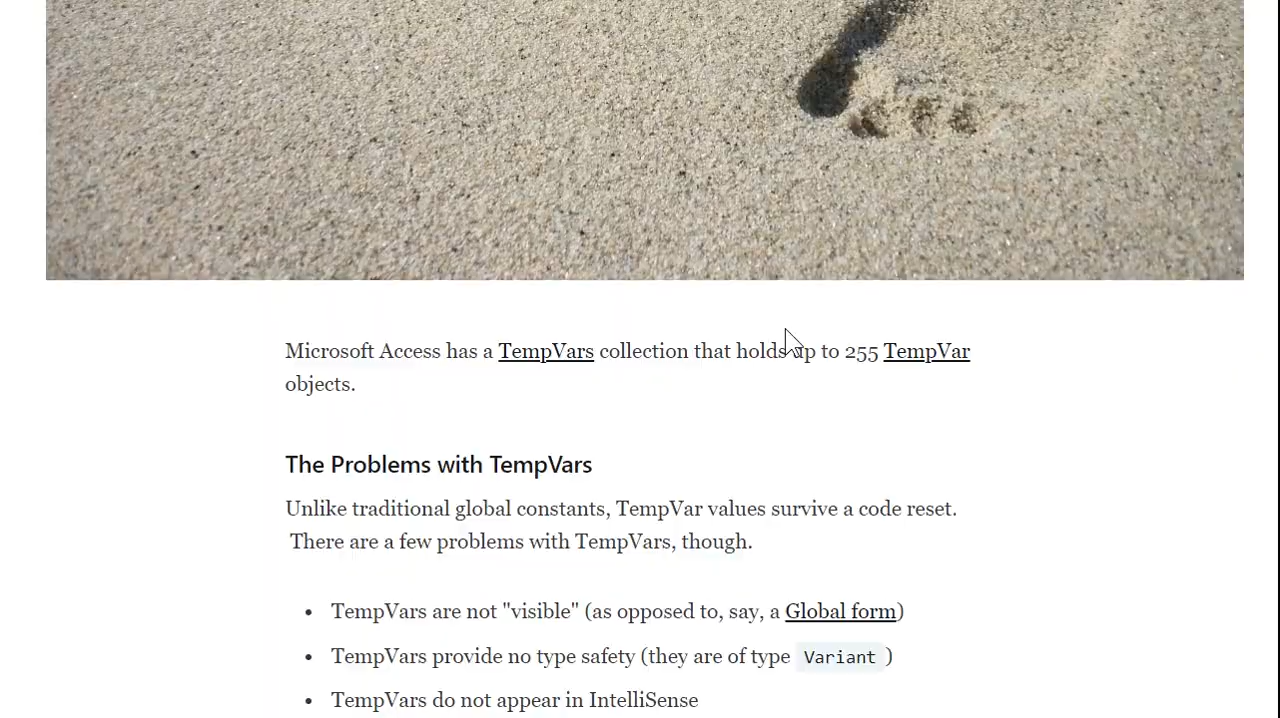 Microsoft Access has a TempVars collection that holds up to 255 TempVar
objects.
The Problems with TempVars
Unlike traditional global constants, TempVar values survive a code reset.
There are a few problems with TempVars, though.
• TempVars are not "visible" (as opposed to, say, a Global form)
• TempVars provide no type safety (they are of type Variant )
• TempVars do not appear in IntelliSense